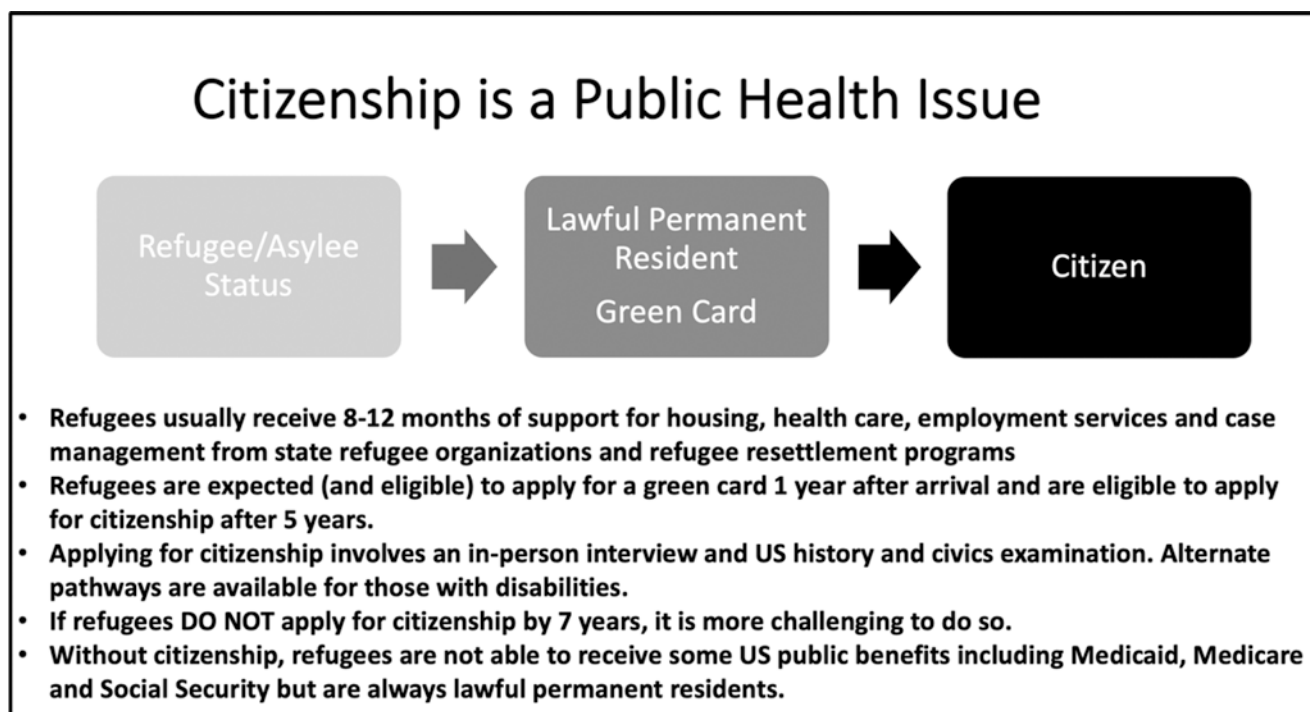 Citizenship is a Public Health Issue
Refugee/Asylee
Status
Lawful Permanent
Resident
Green Card
Citizen
• Refugees usually receive 8-12 months of support for housing, health care, employment services and case
management from state refugee organizations and refugee resettlement programs
• Refugees are expected (and eligible) to apply for a green card 1 year after arrival and are eligible to apply
for citizenship after 5 years.
• Applying for citizenship involves an in-person interview and US history and civics examination. Alternate
pathways are available for those with disabilities.
• If refugees DO NOT apply for citizenship by 7 years, it is more challenging to do so.
• Without citizenship, refugees are not able to receive some US public benefits including Medicaid, Medicare
and Social Security but are always lawful permanent residents.